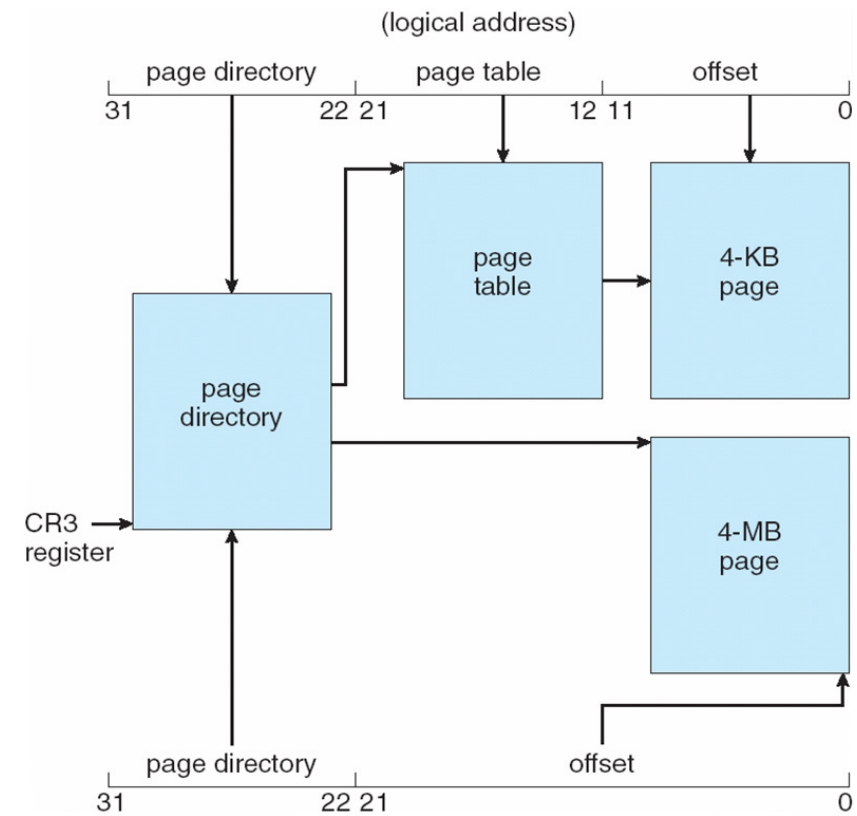 (logical address)
page directory page table offset
31 22 21 12 11 0
page
table
4-KB
page
page
directory
CR3
register
4-MB
page
page directory offset
31 22 21 0